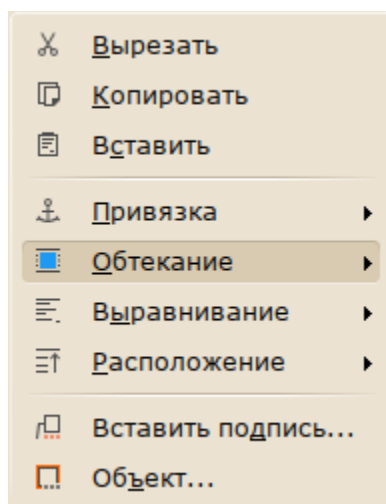 Вырезать
Копировать
Вставить
Привязка
Обтекание
Выравнивание
Расположение
Вставить подпись...
Объект...